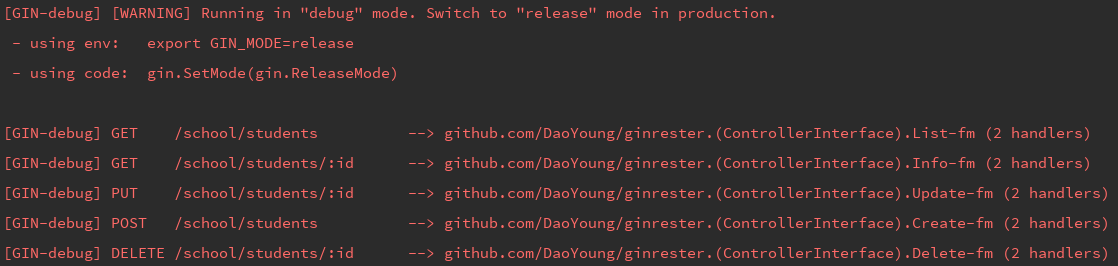 [GIN-debug] [WARNING] Running in "debug" mode. Switch to "release" mode in production.
 - using env:   export GIN_MODE=release
 - using code:  gin.SetMode(gin.ReleaseMode)

[GIN-debug] GET    /school/students          --> github.com/DaoYoung/ginrester.(ControllerInterface).List-fm (2 handlers)
[GIN-debug] GET    /school/students/:id      --> github.com/DaoYoung/ginrester.(ControllerInterface).Info-fm (2 handlers)
[GIN-debug] PUT    /school/students/:id      --> github.com/DaoYoung/ginrester.(ControllerInterface).Update-fm (2 handlers)
[GIN-debug] POST   /school/students          --> github.com/DaoYoung/ginrester.(ControllerInterface).Create-fm (2 handlers)
[GIN-debug] DELETE /school/students/:id      --> github.com/DaoYoung/ginrester.(ControllerInterface).Delete-fm (2 handlers)